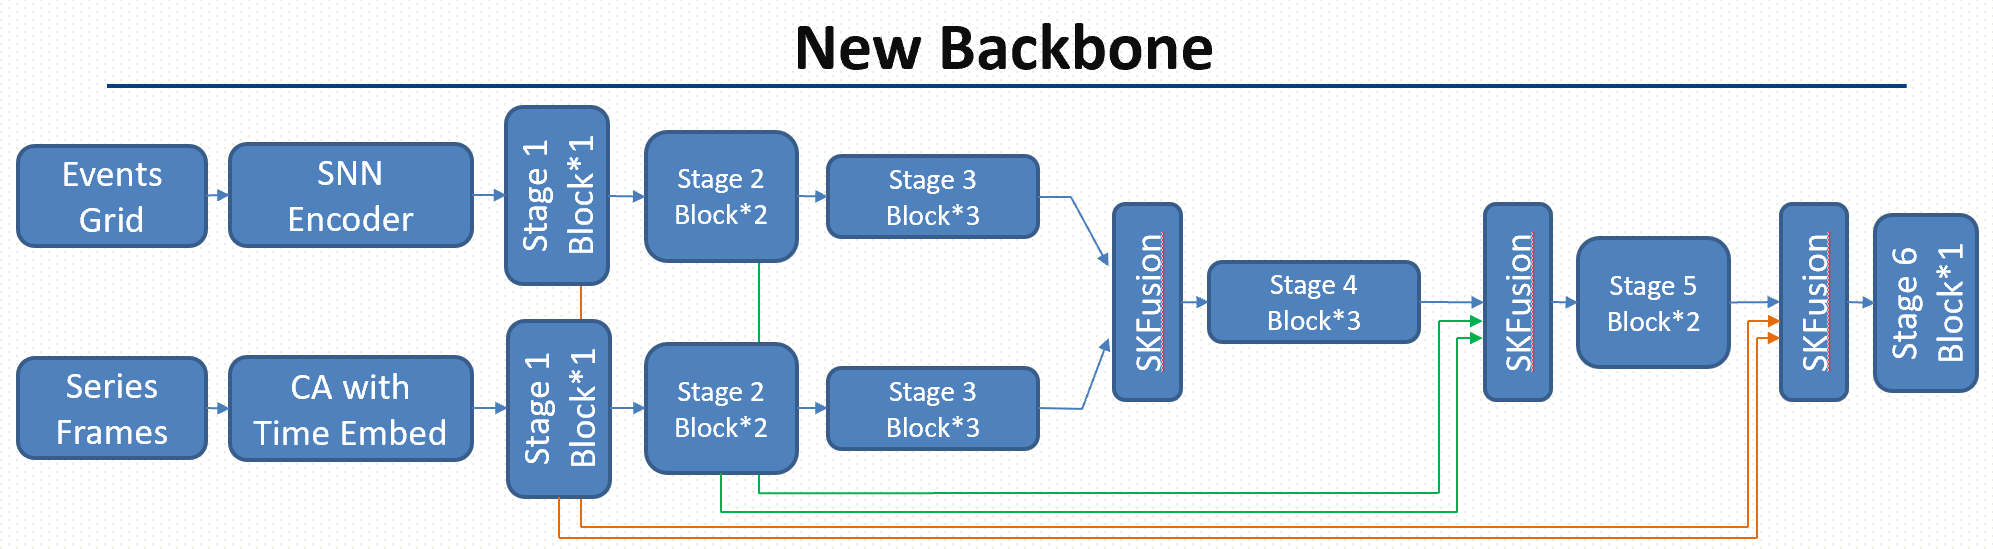 New Backbone
Events
Grid
SNN
Encoder
Stage 1
Block*1
Stage 2
Block*2
Stage 3
Block*3
Series
Frames
CA with
Time Embed
Stage 1
Block*1
Stage 2
Block*2
Stage 3
Block*3
SKFusion
Stage 4
Block*3
SKFusion
Stage 5
Block*2
SKFusion
Stage 6
Block*1